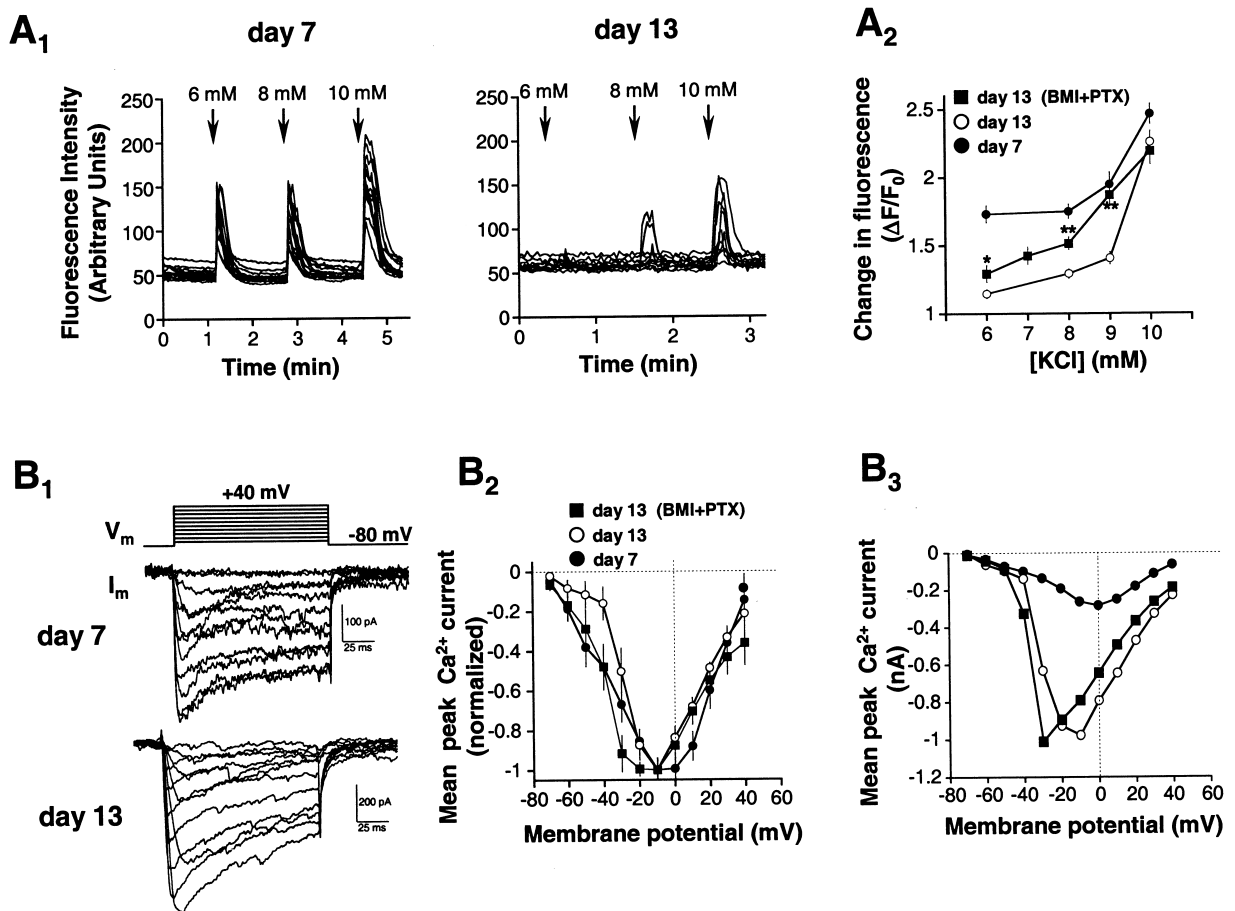 A1
day 7
day 13
A2
Fluorescence Intensity
(Arbitrary Units)
6 mM 8 mM 10 mM
250
200
150
100
50
0
0 1 2 3 4 5
Time (min)
6 mM 8 mM 10 mM
250
200
150
100
50
0
0 1 2 3
Time (min)
Change in fluorescence
(ΔF/F0)
day 13 (BMI+PTX)
day 13
day 7
2.5
2
1.5
1
*
**
**
6 7 8 9 10
[KCl] (mM)
B1
+40 mV
Vm
-80 mV
Im
day 7
100 pA
25 ms
day 13
200 pA
25 ms
B2
day 13 (BMI+PTX)
day 13
day 7
Mean peak Ca2+ current
(normalized)
0
-0.2
-0.4
-0.6
-0.8
-1
-80 -60 -40 -20 0 20 40 60
Membrane potential (mV)
B3
Mean peak Ca2+ current
(nA)
0
-0.2
-0.4
-0.6
-0.8
-1
-1.2
-80 -60 -40 -20 0 20 40 60
Membrane potential (mV)